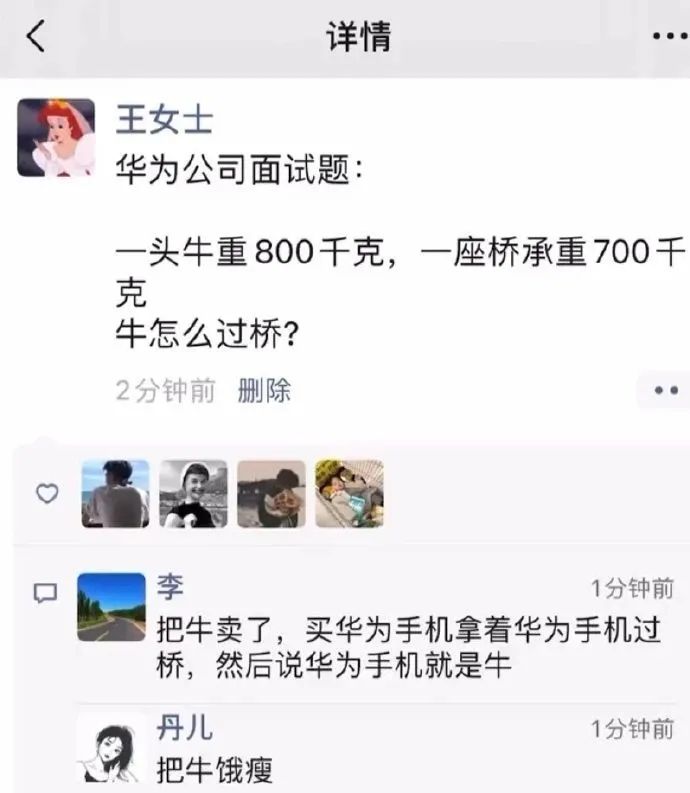 详情
王女士
华为公司面试题：
一头牛重800千克，一座桥承重700千
克
牛怎么过桥？
2分钟前 删除
李 1分钟前
把牛卖了，买华为手机拿着华为手机过
桥，然后说华为手机就是牛
丹儿 1分钟前
把牛饿瘦